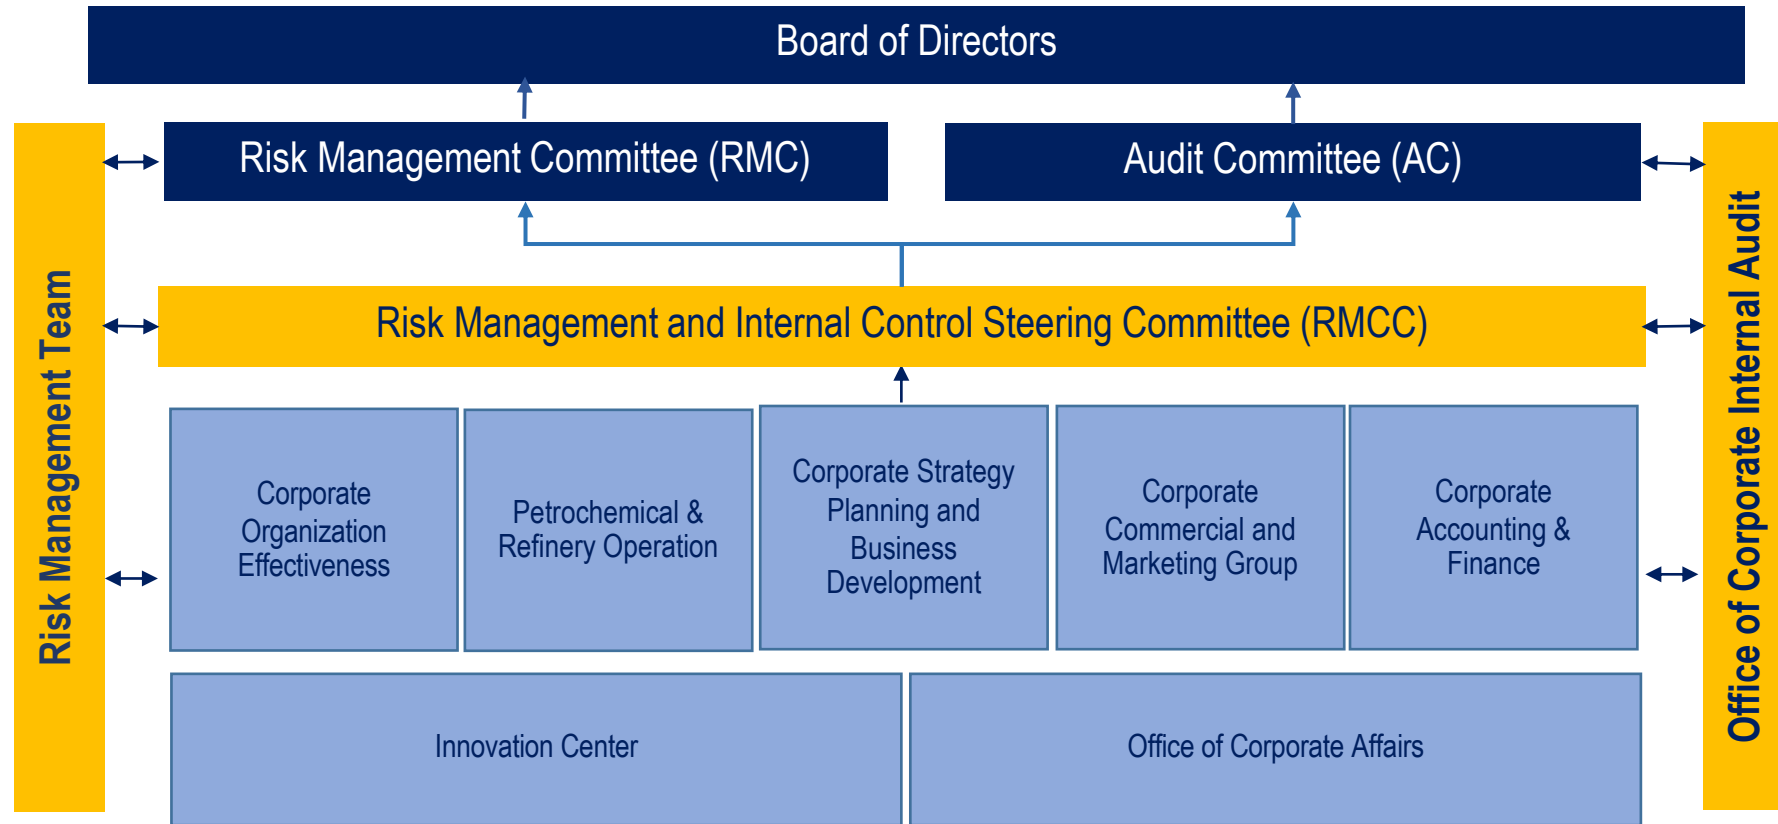 Board of Directors
Risk Management Committee (RMC)
Audit Committee (AC)
Risk Management Team
Risk Management and Internal Control Steering Committee (RMCC)
Office of Corporate Internal Audit
Corporate
Organization
Effectiveness
Petrochemical &
Refinery Operation
Corporate Strategy
Planning and
Business
Development
Corporate
Commercial and
Marketing Group
Corporate
Accounting &
Finance
Innovation Center
Office of Corporate Affairs